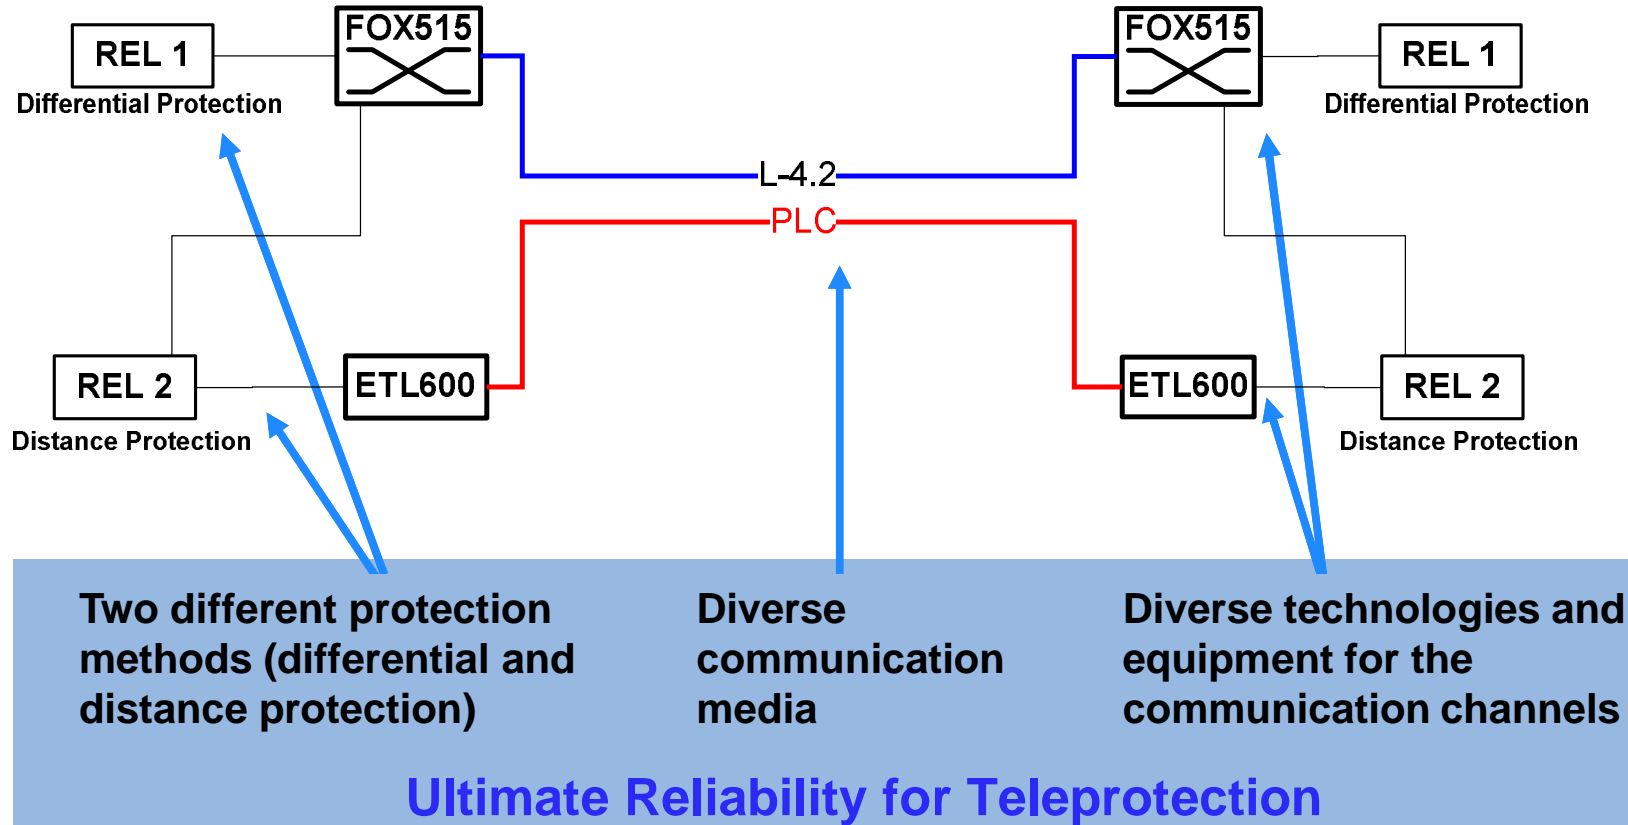 FOX515
FOX515
REL 1
REL 1
Differential Protection
Differential Protection
L-4.2
PLC
REL 2
ETL600
ETL600
REL 2
Distance Protection
Distance Protection
Two different protection
methods (differential and
distance protection)
Diverse
communication
media
Diverse technologies and
equipment for the
communication channels
Ultimate Reliability for Teleprotection